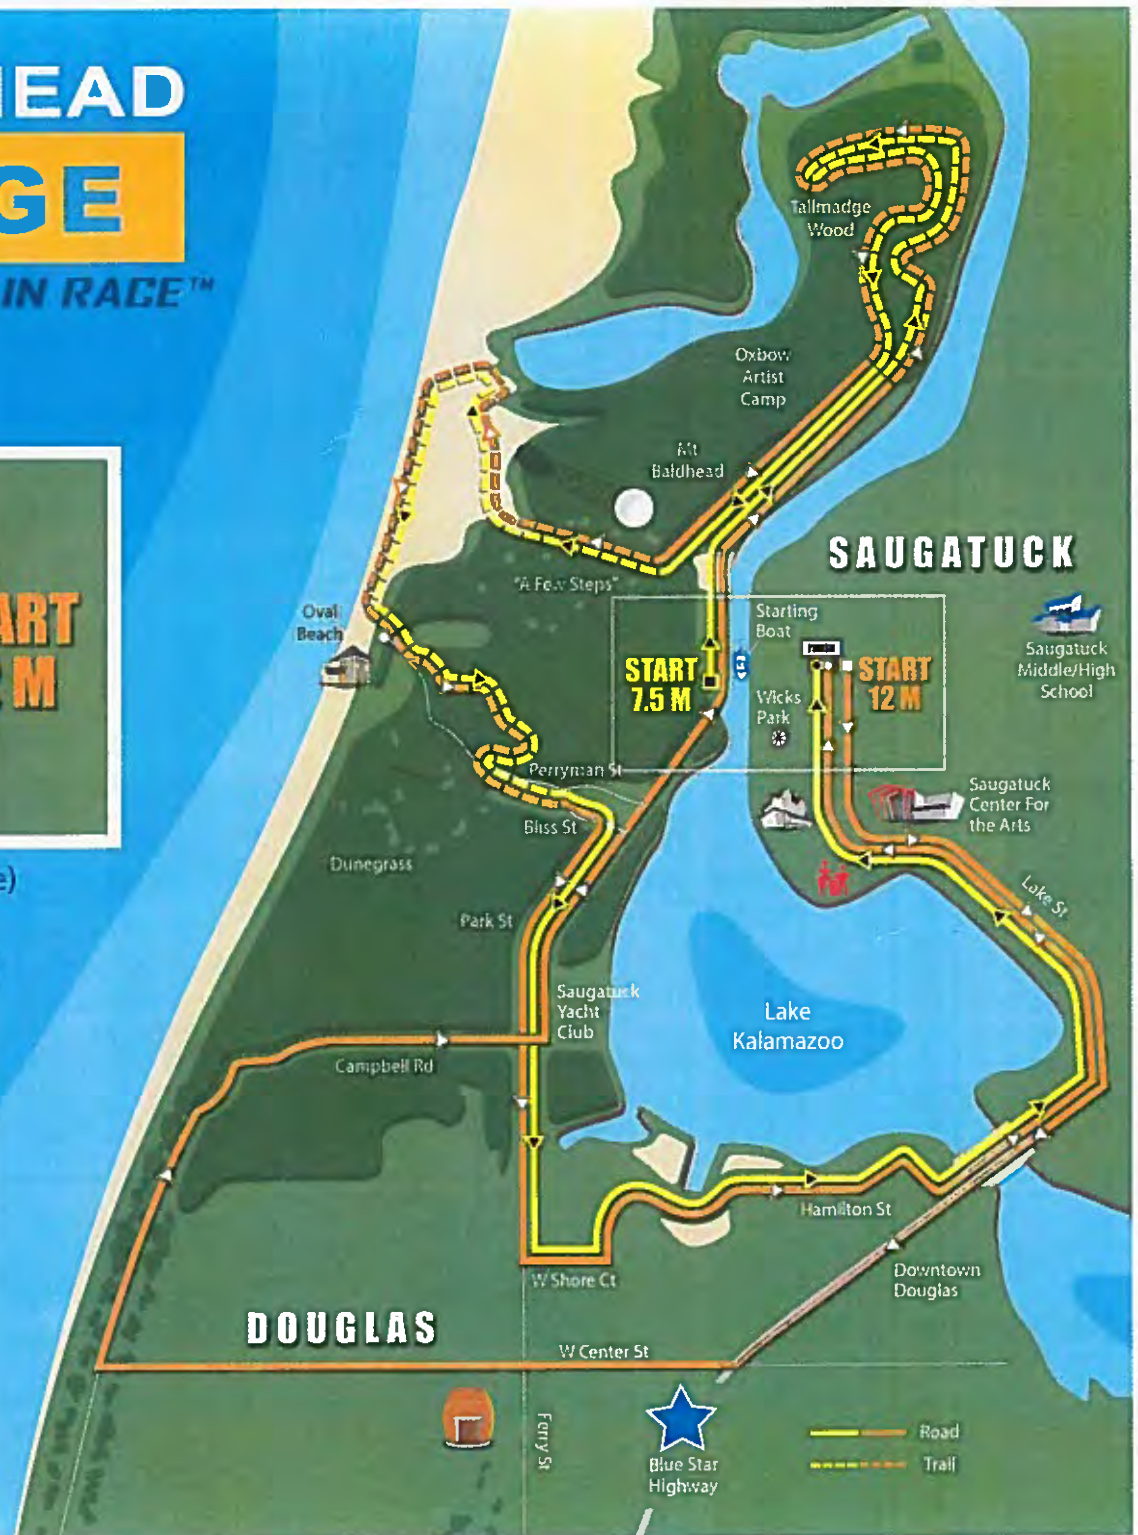 HEAD
GE
IN RACE™
ART
M
e)
Tallmadge
Wood
Oxbow
Artist
Camp
Mt
Baldhead
SAUGATUCK
"A Few Steps"
Oval
Beach
Starting
Boat
START
7.5 M
START
12 M
Wicks
Park
Saugatuck
Middle/High
School
Perryman St
Bliss St
Saugatuck
Center For
the Arts
Dunegrass
Lake St
Park St
Saugatuck
Yacht
Club
Lake
Kalamazoo
Campbell Rd
Hamilton St
W Shore Ct
Downtown
Douglas
DOUGLAS
W Center St
Ferry St
Blue Star
Highway
Road
Trail